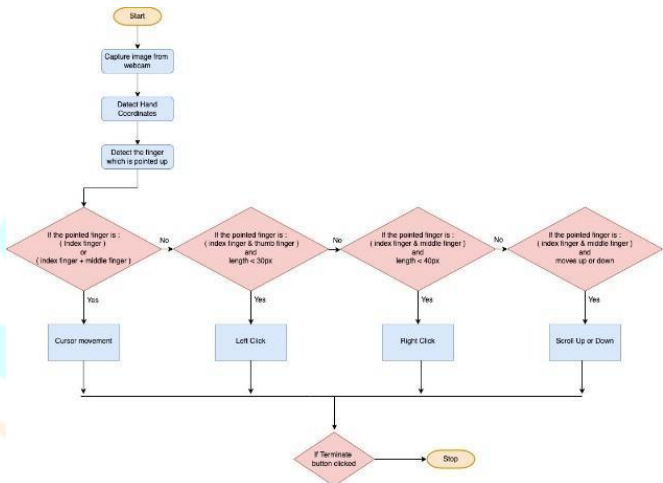 Start
Capture image from
webcam
Detect Hand
Coordinates
Detect the finger
which is pointed up
If the pointed finger is :
( Index finger )
or
( index finger + middle finger )
No
If the pointed finger is :
( index finger & thumb finger )
and
length < 30px
No
If the pointed finger is :
( index finger & middle finger )
and
length < 40px
No
If the pointed finger is :
( index finger & middle finger )
and
moves up or down
Yes
Yes
Yes
Yes
Cursor movement
Left Click
Right Click
Scroll Up or Down
If Terminate
button clicked
Stop